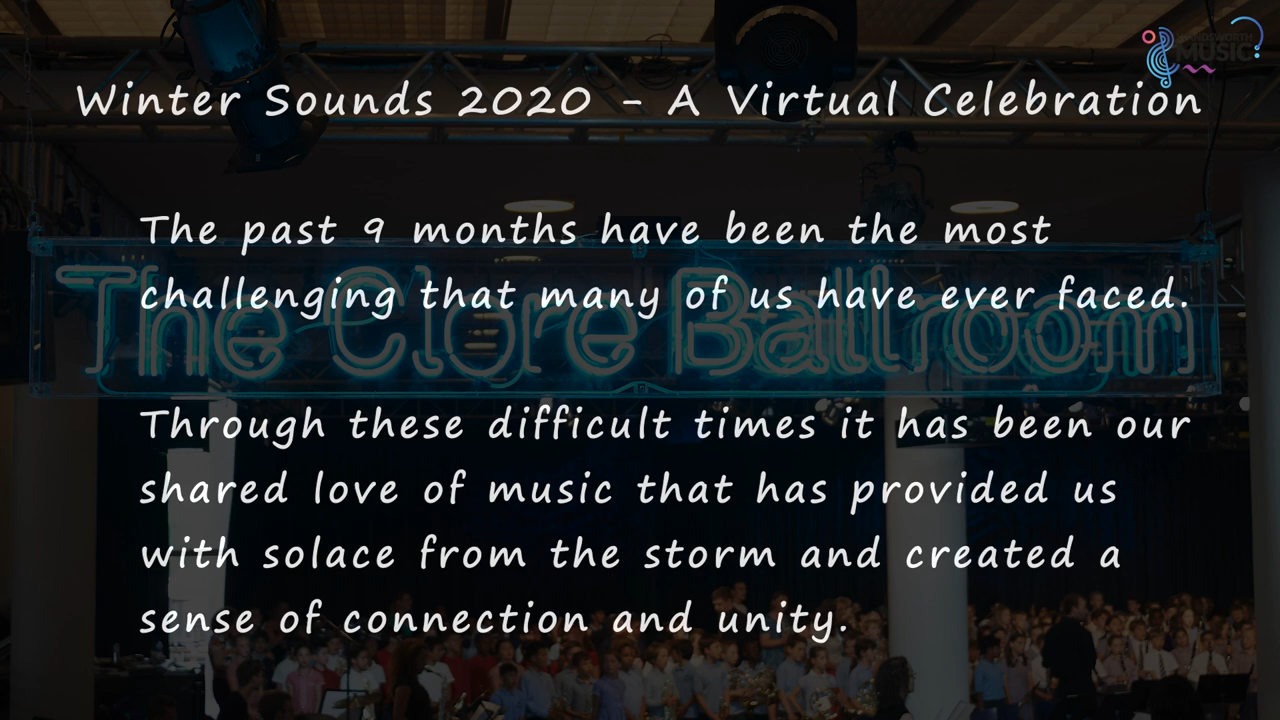 WANDSWORTH
MUSIC
Winter Sounds 2020 - A Virtual Celebration
The past 9 months have been the most
challenging that many of us have ever faced.
The Clore Ballroom
Through these difficult times it has been our
shared love of music that has provided us
with solace from the storm and created a
sense of connection and unity.